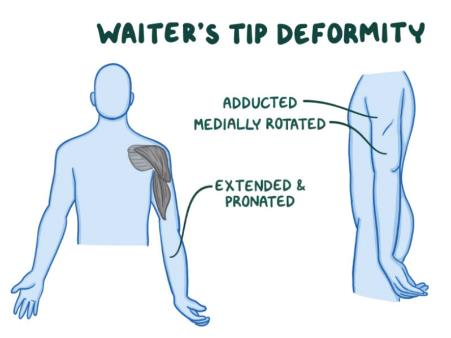 WAITER'S TIP DEFORMITY
ADDUCTED
MEDIALLY ROTATED
EXTENDED &
PRONATED